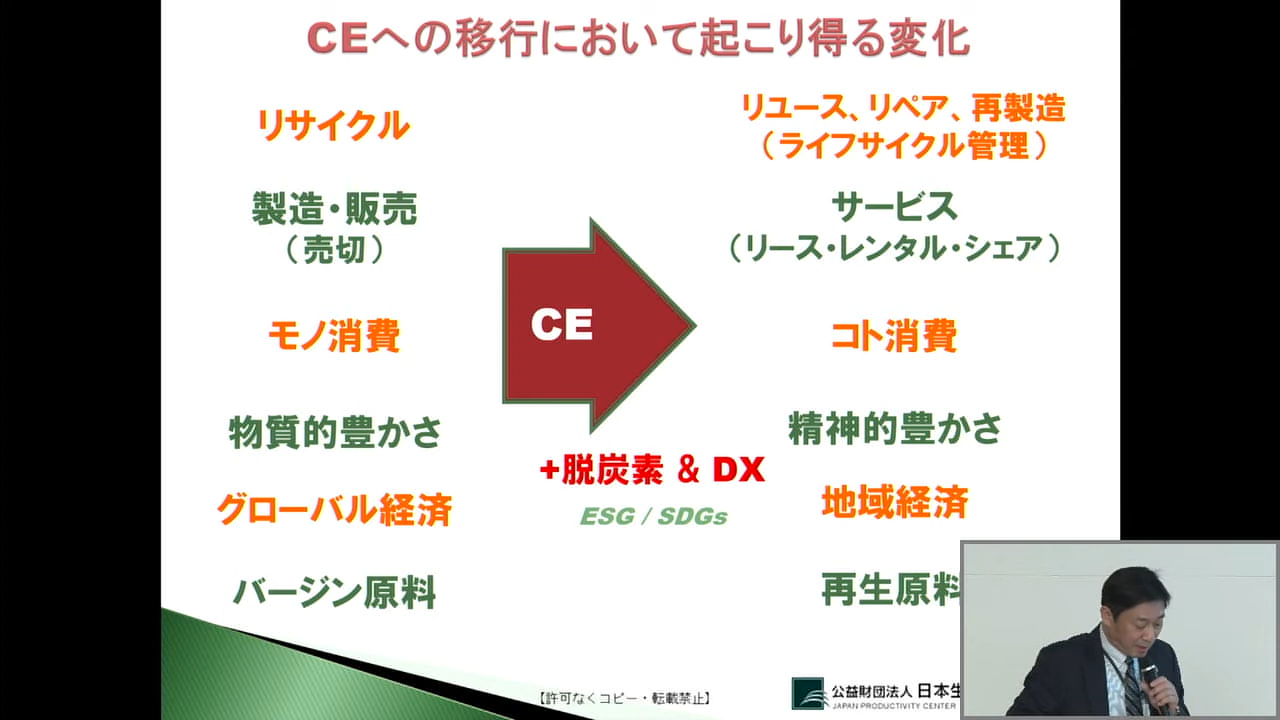 CEへの移行において起こり得る変化
リサイクル
リユース、リペア、再製造
（ライフサイクル管理）
製造・販売
（売切）
サービス
（リース・レンタル・シェア）
CE
モノ消費
コト消費
物質的豊かさ
精神的豊かさ
+脱炭素 & DX
ESG / SDGs
グローバル経済
地域経済
バージン原料
再生原料
【許可なくコピー・転載禁止】
公益財団法人 日本生
JAPAN PRODUCTIVITY CENTER